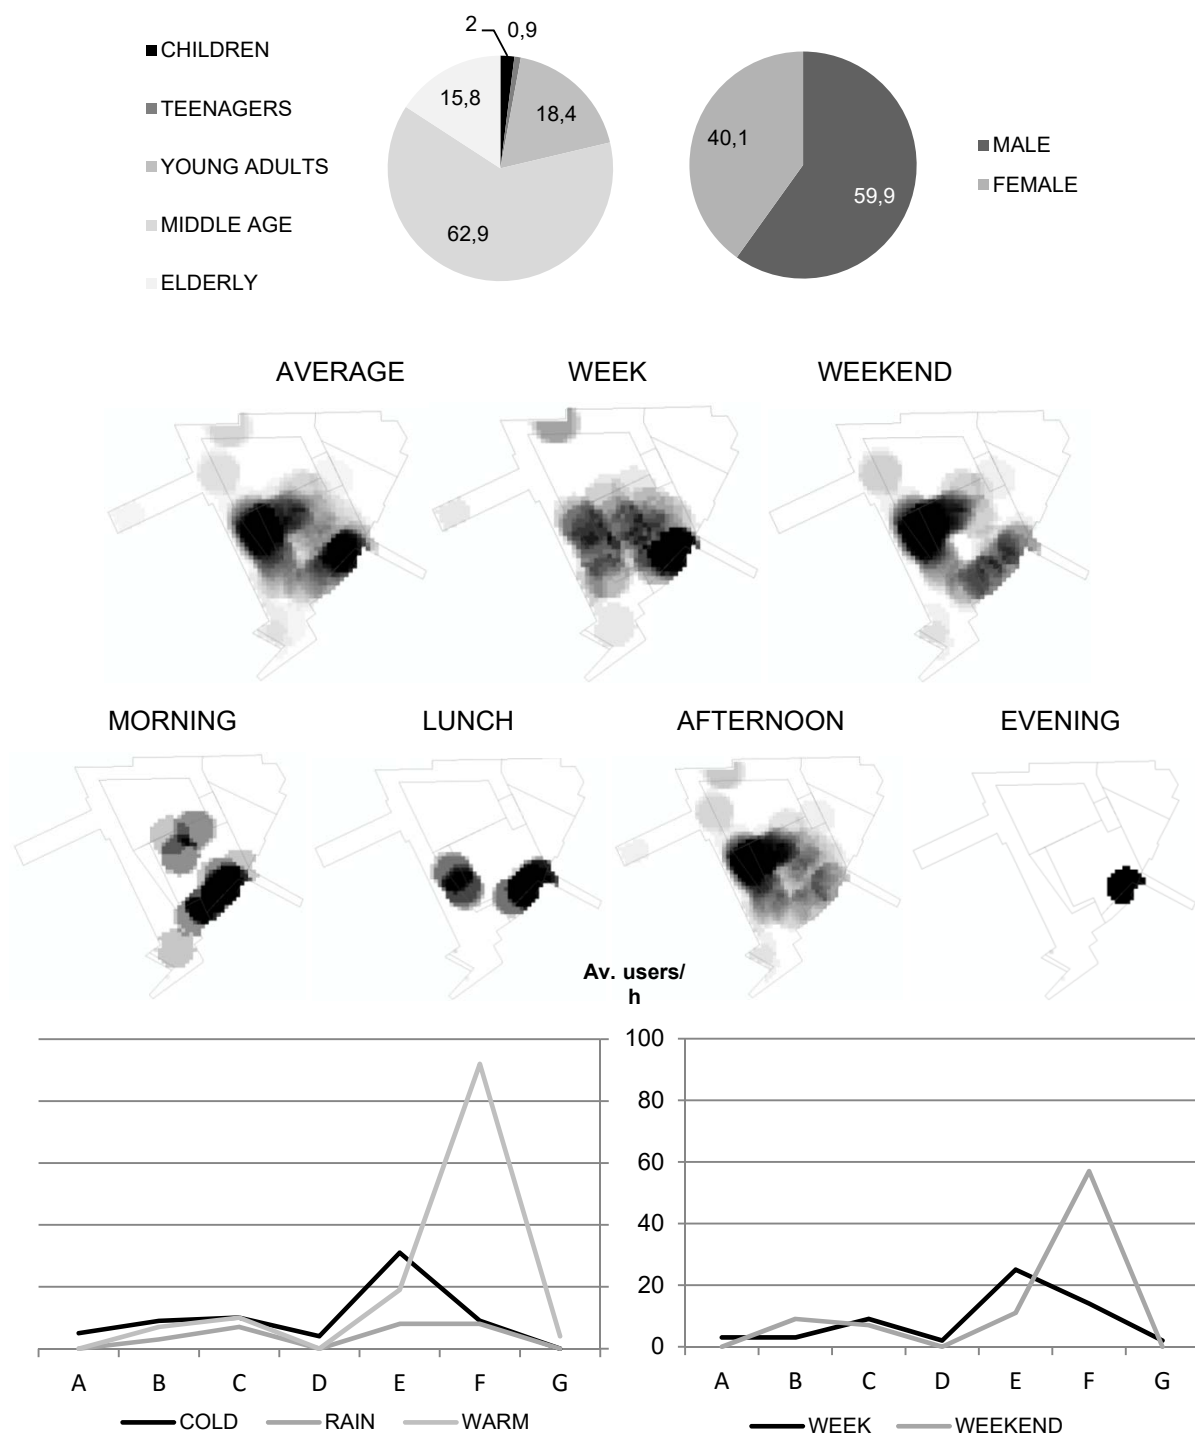 CHILDREN
TEENAGERS
YOUNG ADULTS
MIDDLE AGE
ELDERLY
2
0,9
15,8
18,4
62,9
40,1
59,9
MALE
FEMALE
AVERAGE WEEK WEEKEND
MORNING LUNCH AFTERNOON EVENING
Av. users/
h
100
80
60
40
20
0
A B C D E F G
COLD RAIN WARM
A B C D E F G
WEEK WEEKEND